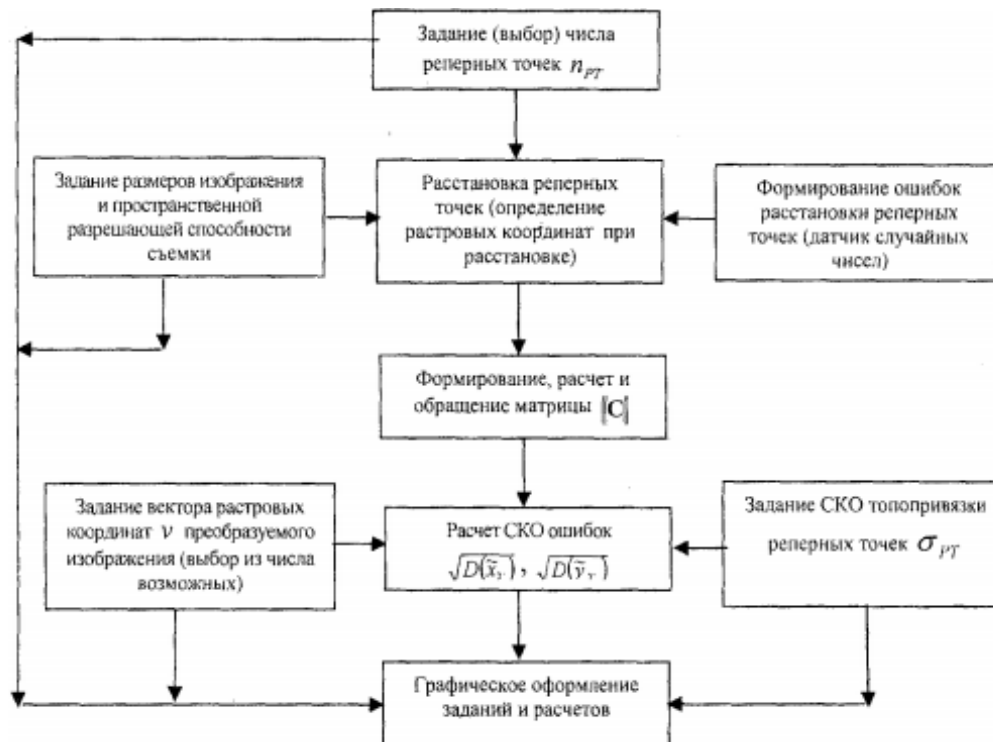 Задание (выбор) числа
реперных точек n_PT
Задание размеров изображения
и пространственной
разрешающей способности
съемки
Расстановка реперных
точек (определение
растровых координат при
расстановке)
Формирование ошибок
расстановки реперных
точек (датчик случайных
чисел)
Формирование, расчет и
обращение матрицы ‖C‖
Задание вектора растровых
координат ν преобразуемого
изображения (выбор из числа
возможных)
Расчет СКО ошибок
√D(x̃ᵥ) , √D(ỹᵥ)
Задание СКО топопривязки
реперных точек σ_PT
Графическое оформление
заданий и расчетов